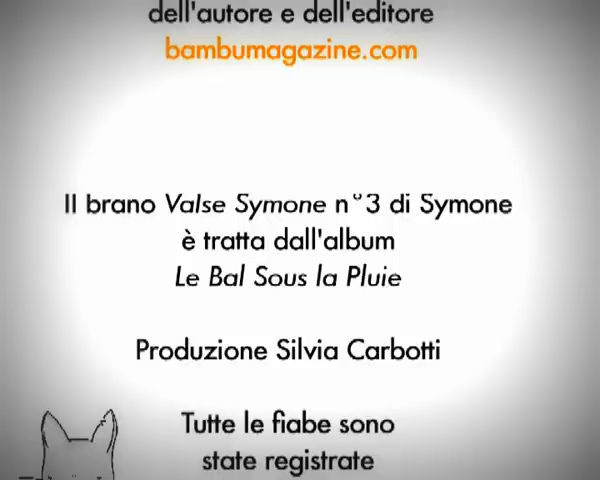 dell'autore e dell'editore
bambumagazine.com
Il brano Valse Symone n°3 di Symone
è tratta dall'album
Le Bal Sous la Pluie
Produzione Silvia Carbotti
Tutte le fiabe sono
state registrate